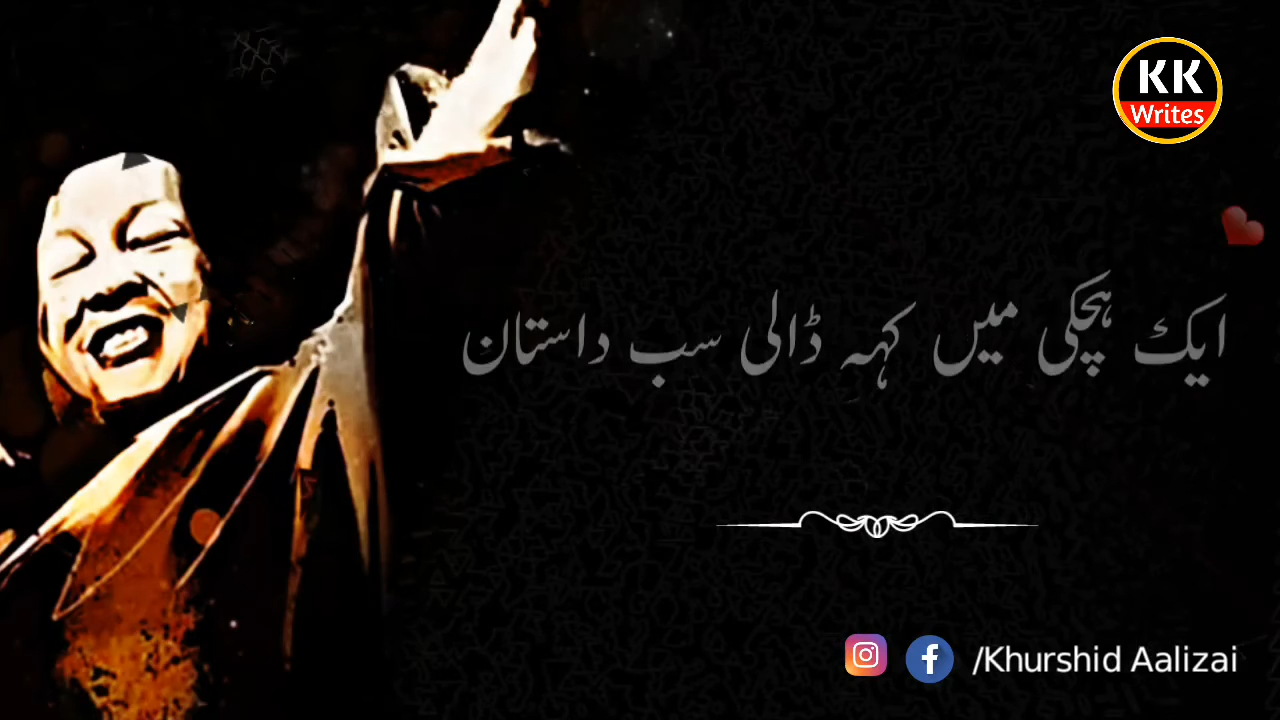 KK
Writes
ایک ہچکی میں کہہ ڈالی سب داستان
/Khurshid Aalizai